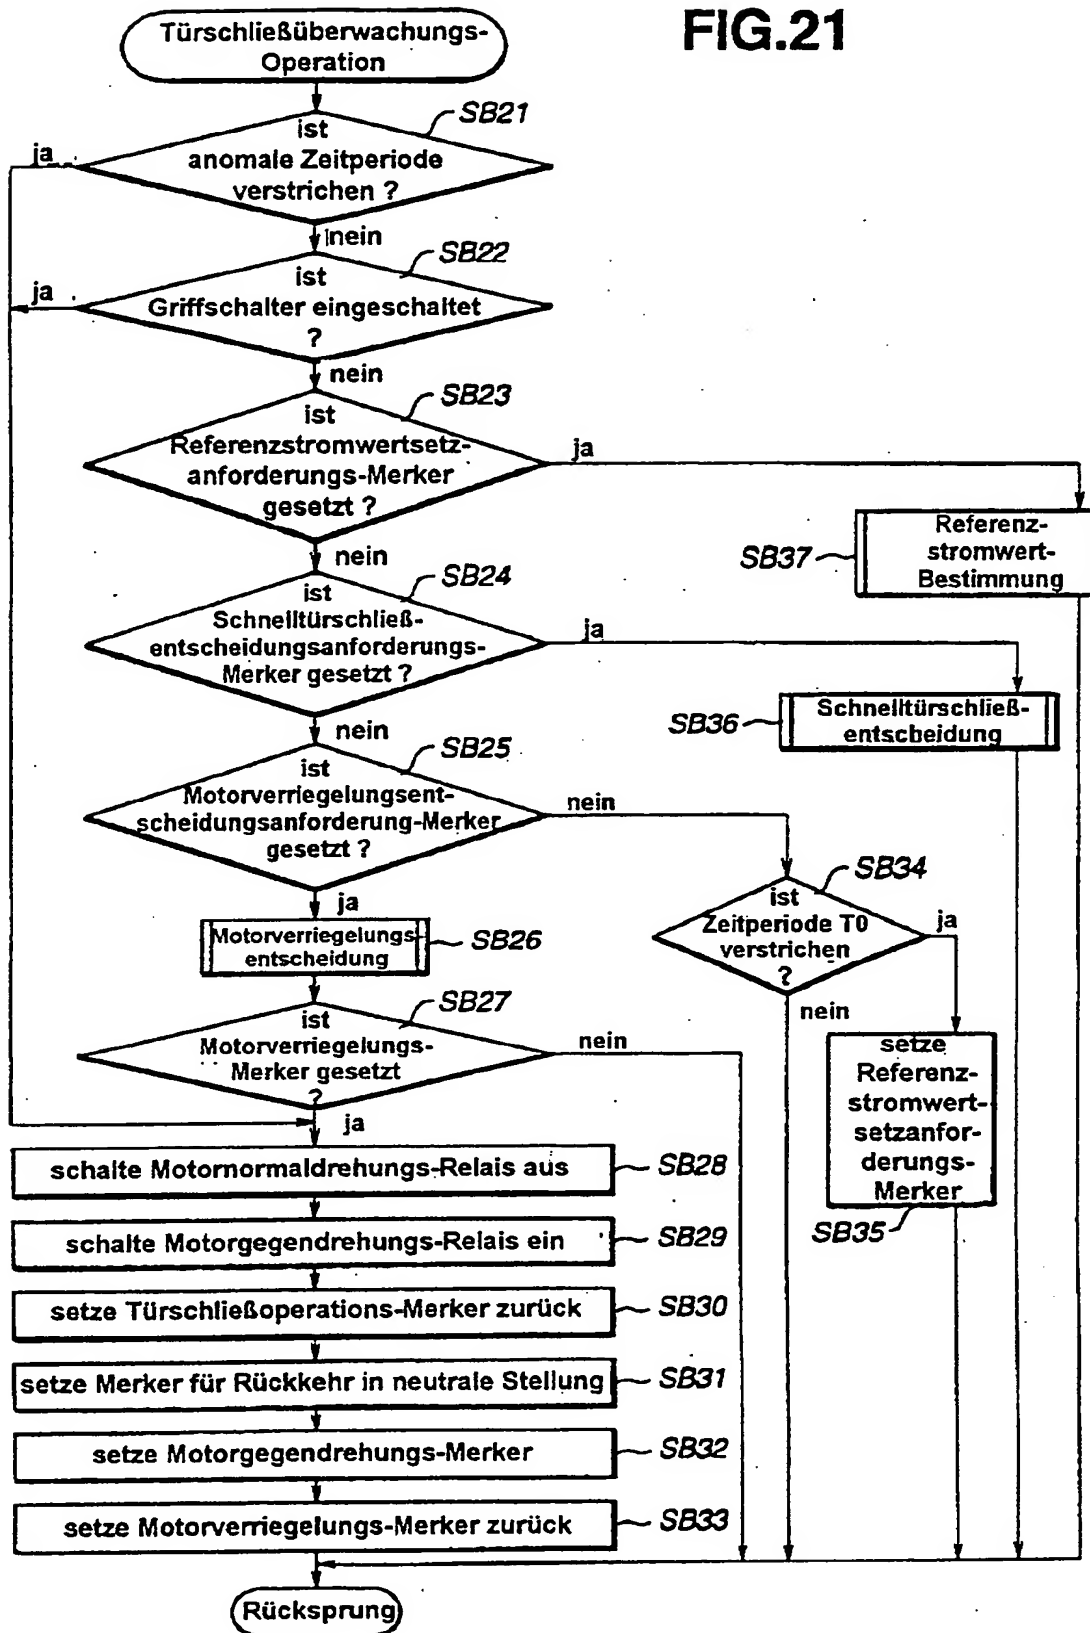 FIG.21
Türschließüberwachungs-
Operation
SB21
ist
anomale Zeitperiode
verstrichen ?
ja
nein
SB22
ist
Griffschalter eingeschaltet
?
ja
nein
SB23
ist
Referenzstromwertsetz-
anforderungs-Merker
gesetzt ?
ja
nein
SB37
Referenz-
stromwert-
Bestimmung
SB24
ist
Schnelltürschließ-
entscheidungsanforderungs-
Merker gesetzt ?
ja
nein
SB36
Schnelltürschließ-
entscheidung
SB25
ist
Motorverriegelungsent-
scheidungsanforderung-Merker
gesetzt ?
nein
ja
SB34
ist
Zeitperiode T0
verstrichen
?
ja
nein
Motorverriegelungs
entscheidung
SB26
SB27
ist
Motorverriegelungs-
Merker gesetzt
?
nein
ja
setze
Referenz-
stromwert-
setzanfor-
derungs-
Merker
SB35
schalte Motornormaldrehungs-Relais aus
SB28
schalte Motorgegendrehungs-Relais ein
SB29
setze Türschließoperations-Merker zurück
SB30
setze Merker für Rückkehr in neutrale Stellung
SB31
setze Motorgegendrehungs-Merker
SB32
setze Motorverriegelungs-Merker zurück
SB33
Rücksprung